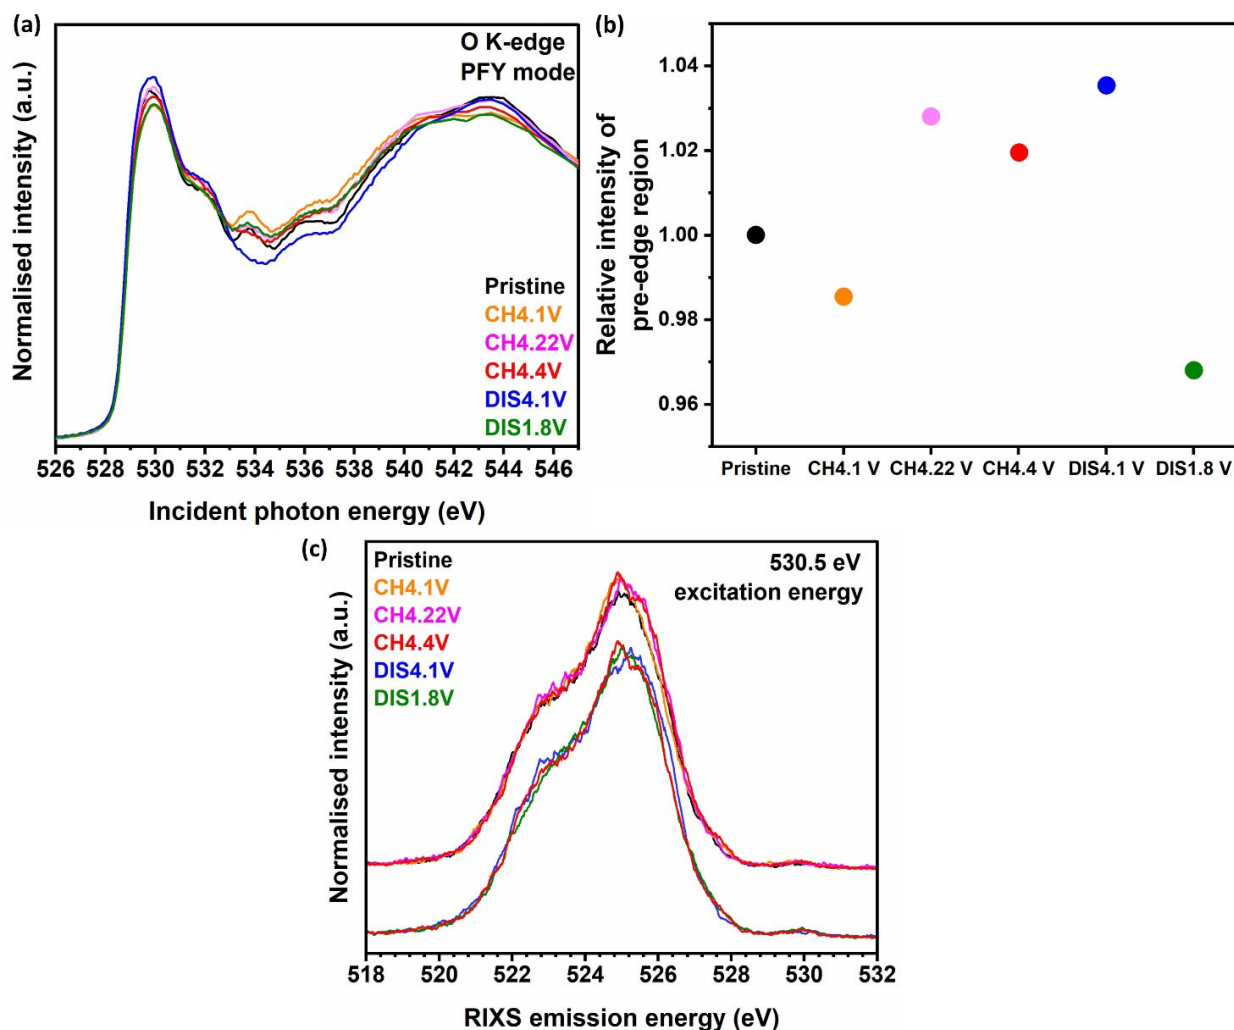 (a)
O K-edge
PFY mode
Normalised intensity (a.u.)
Pristine
CH4.1V
CH4.22V
CH4.4V
DIS4.1V
DIS1.8V
526 528 530 532 534 536 538 540 542 544 546
Incident photon energy (eV)
(b)
Relative intensity of
pre-edge region
1.04
1.02
1.00
0.98
0.96
Pristine CH4.1 V CH4.22 V CH4.4 V DIS4.1 V DIS1.8 V
(c)
Pristine
CH4.1V
CH4.22V
CH4.4V
DIS4.1V
DIS1.8V
530.5 eV
excitation energy
Normalised intensity (a.u.)
518 520 522 524 526 528 530 532
RIXS emission energy (eV)